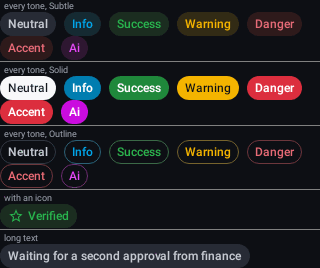 every tone, Subtle
Neutral Info Success Warning Danger
Accent Ai
every tone, Solid
Neutral Info Success Warning Danger
Accent Ai
every tone, Outline
Neutral Info Success Warning Danger
Accent Ai
with an icon
Verified
long text
Waiting for a second approval from finance